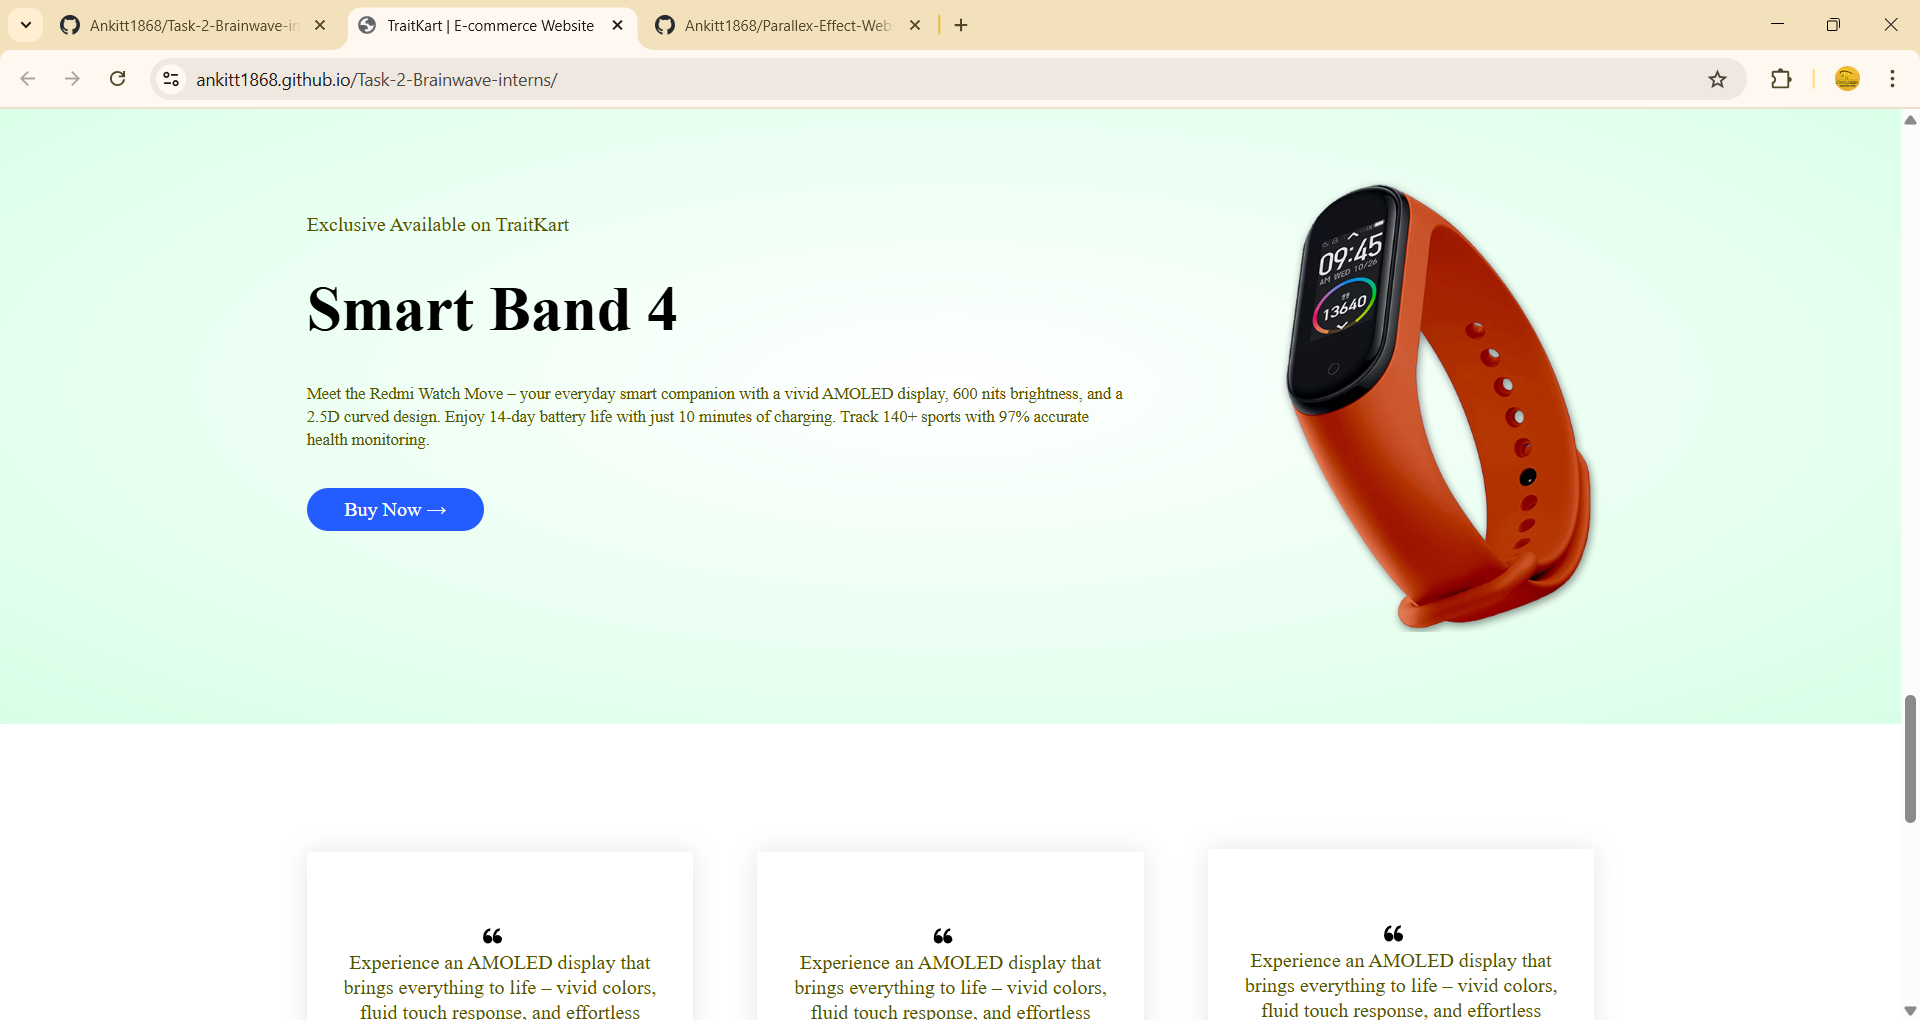 Ankitt1868/Task-2-Brainwave-in
TraitKart | E-commerce Website
Ankitt1868/Parallex-Effect-Web
ankitt1868.github.io/Task-2-Brainwave-interns/
Exclusive Available on TraitKart
Smart Band 4
Meet the Redmi Watch Move – your everyday smart companion with a vivid AMOLED display, 600 nits brightness, and a
2.5D curved design. Enjoy 14-day battery life with just 10 minutes of charging. Track 140+ sports with 97% accurate
health monitoring.
Buy Now →
09:45
AM WED 10/26
13640
❝
Experience an AMOLED display that
brings everything to life – vivid colors,
fluid touch response, and effortless
❝
Experience an AMOLED display that
brings everything to life – vivid colors,
fluid touch response, and effortless
❝
Experience an AMOLED display that
brings everything to life – vivid colors,
fluid touch response, and effortless